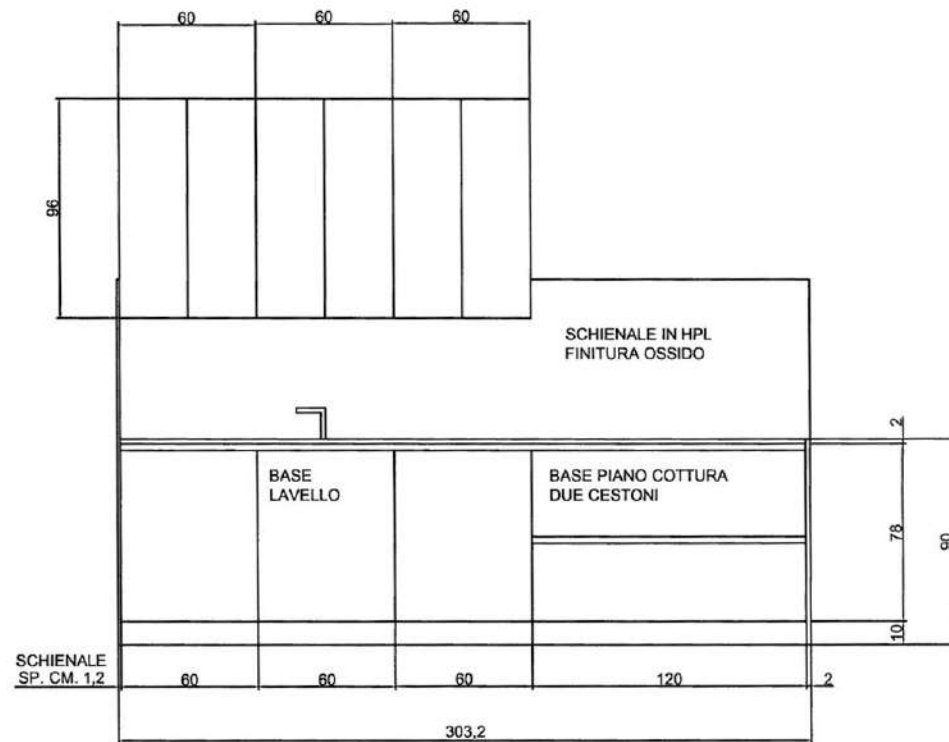 60 60 60
96
SCHIENALE IN HPL
FINITURA OSSIDO
2
BASE
LAVELLO
BASE PIANO COTTURA
DUE CESTONI
78
90
10
SCHIENALE
SP. CM. 1,2
60 60 60 120 2
303,2